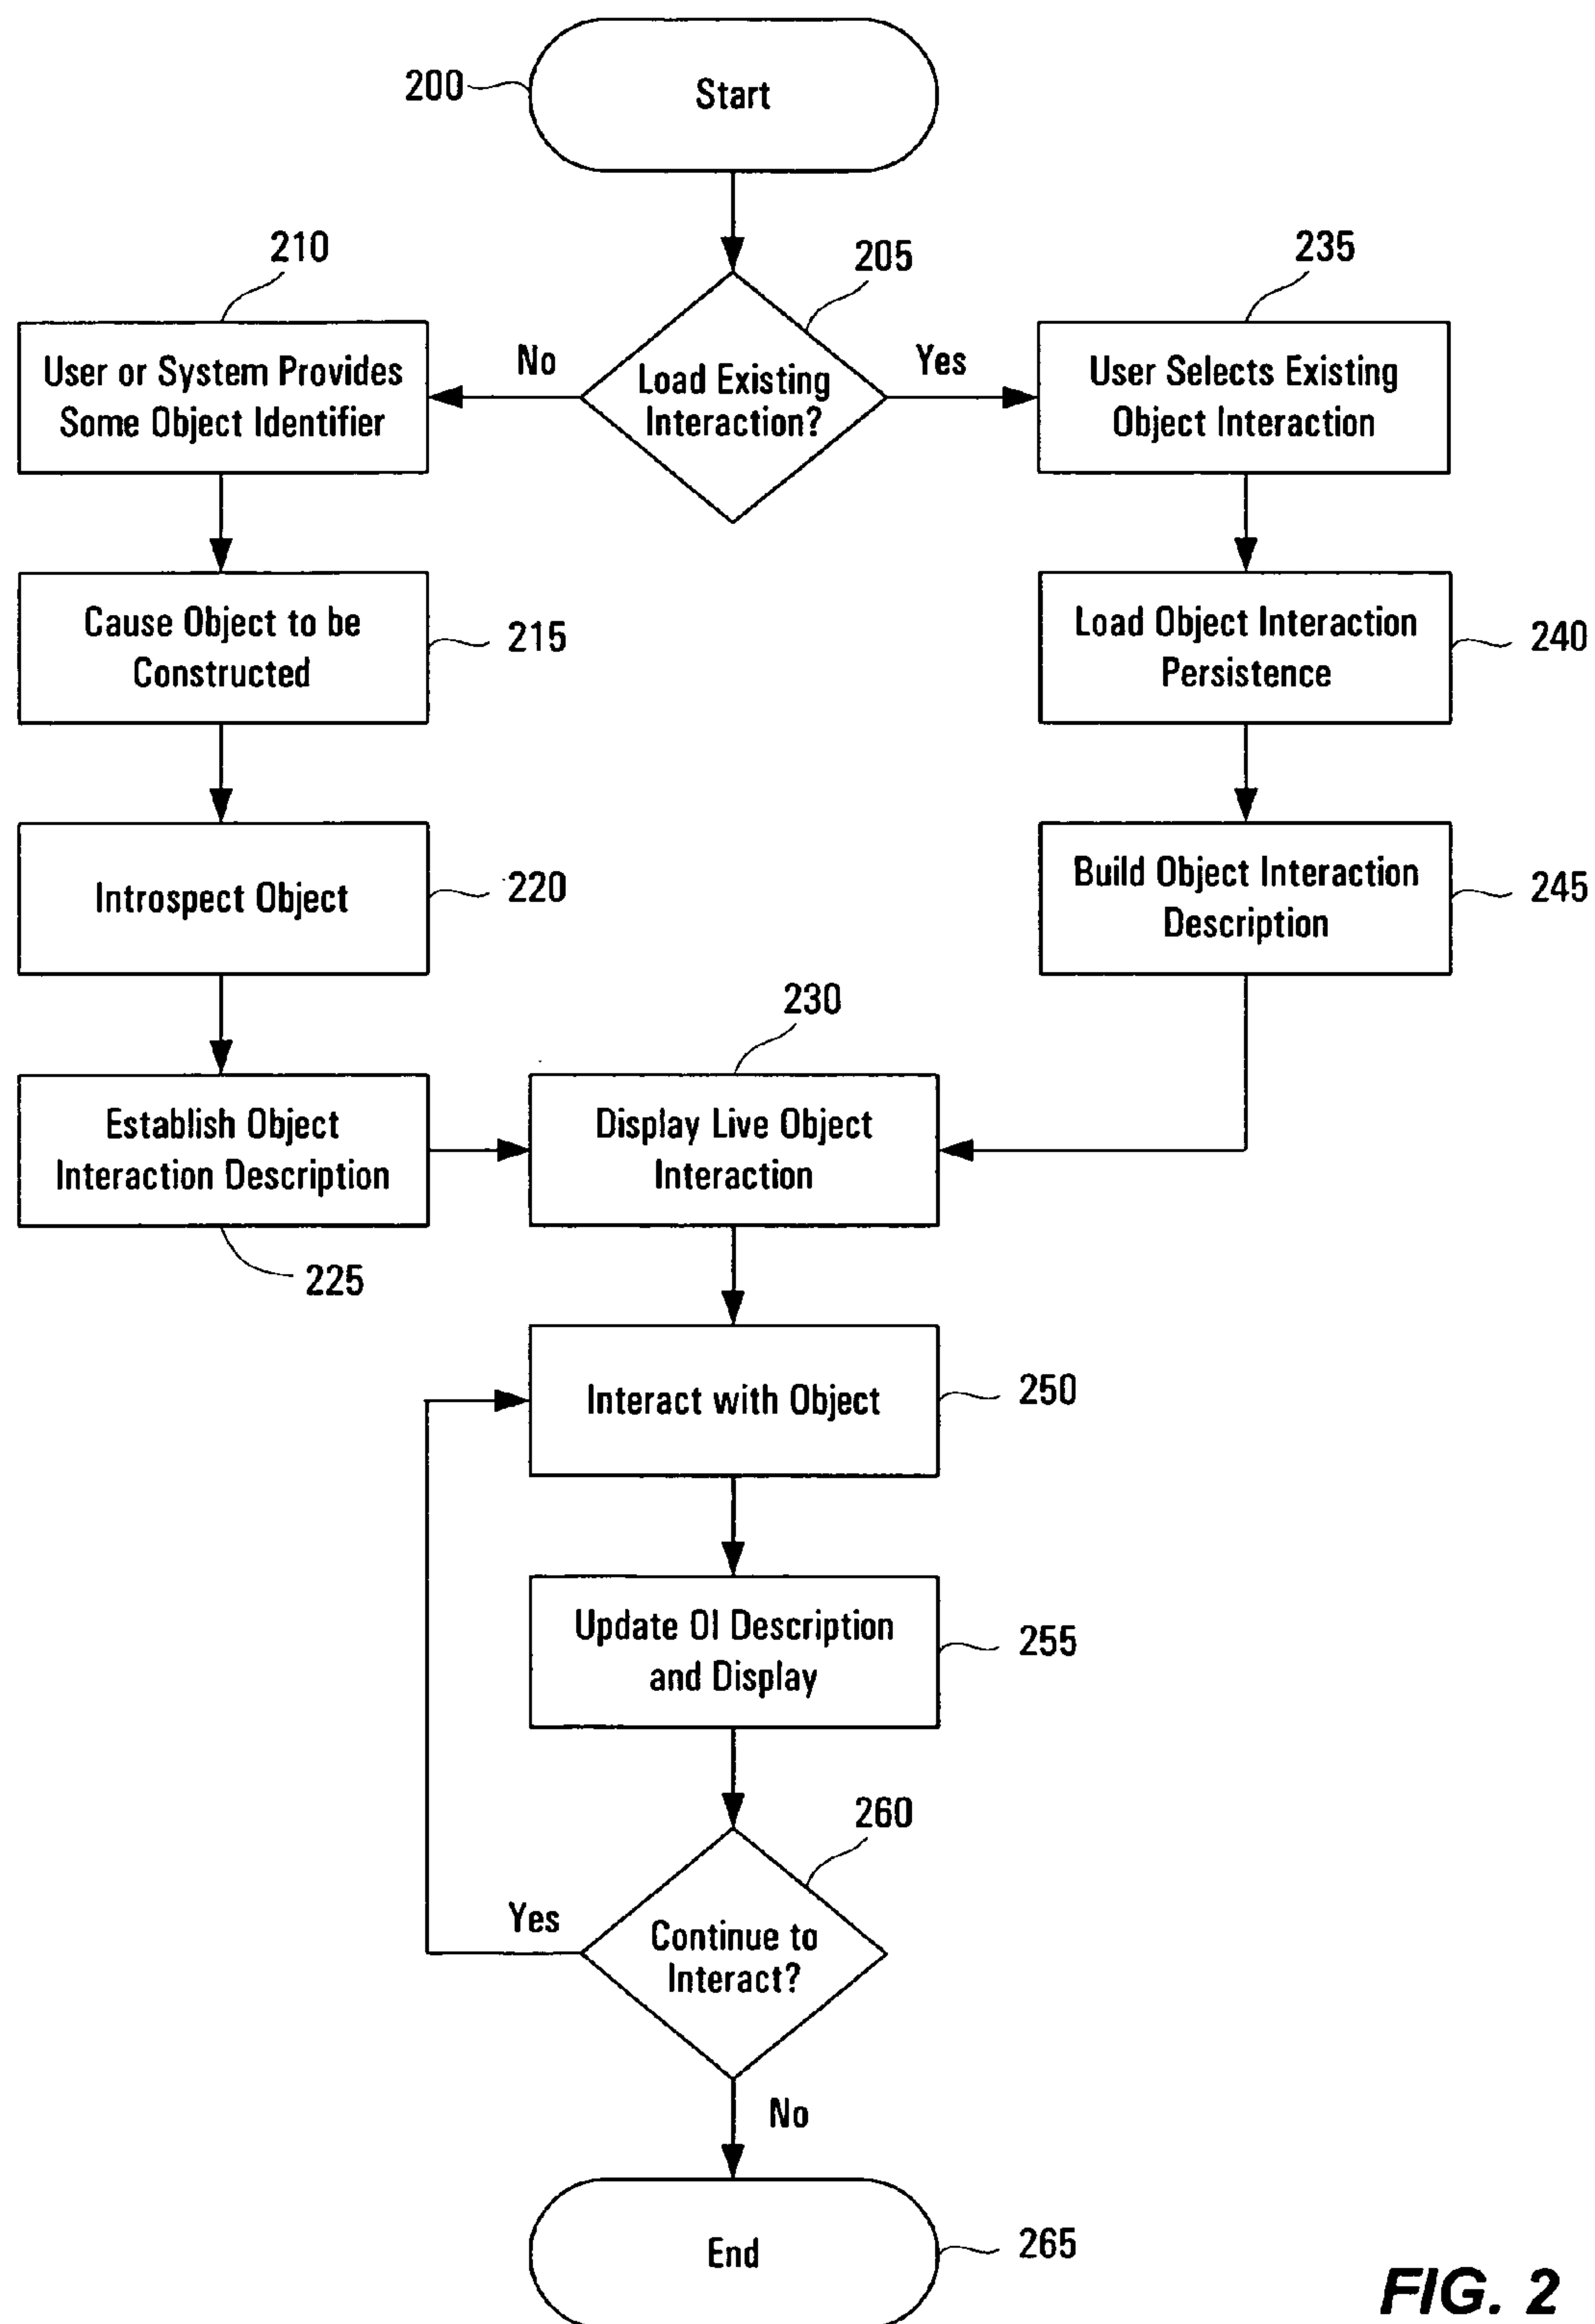 200
Start
210
205
235
User or System Provides
Some Object Identifier
No
Load Existing
Interaction?
Yes
User Selects Existing
Object Interaction
Cause Object to be
Constructed
215
Load Object Interaction
Persistence
240
Introspect Object
220
Build Object Interaction
Description
245
230
Establish Object
Interaction Description
225
Display Live Object
Interaction
Interact with Object
250
Update OI Description
and Display
255
260
Yes
Continue to
Interact?
No
End
265
FIG. 2